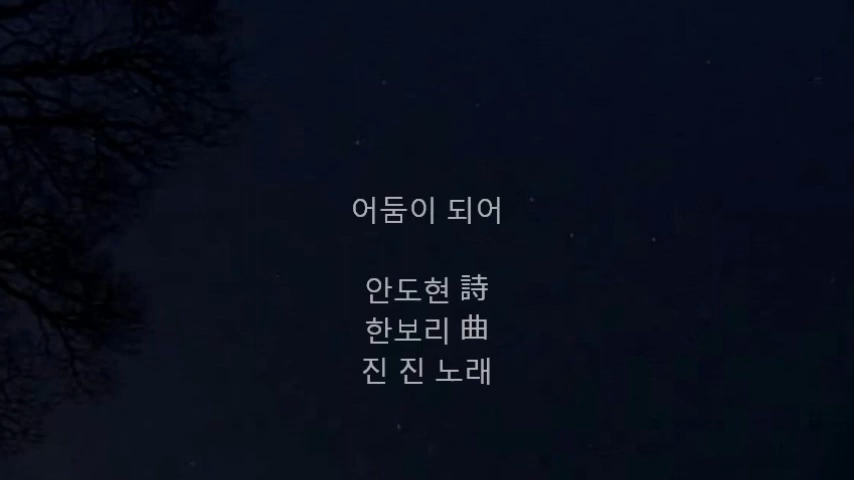 어둠이 되어
안도현 詩
한보리 曲
진 진 노래